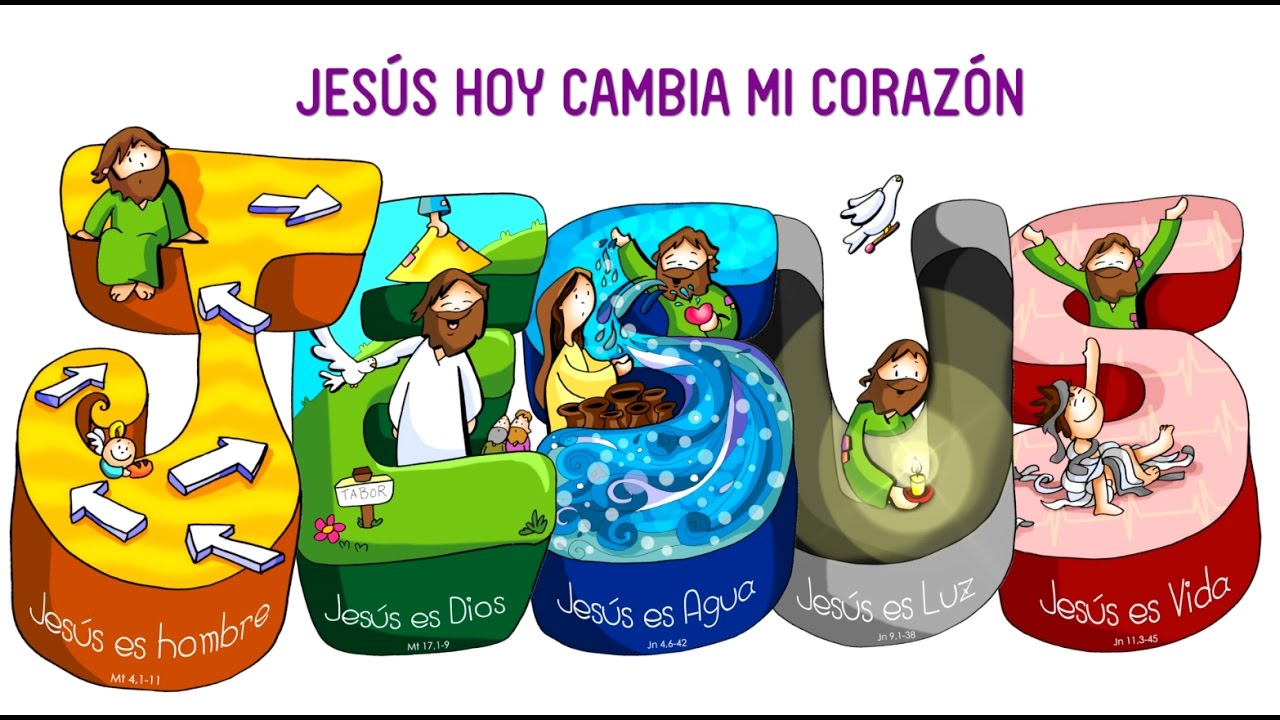 JESÚS HOY CAMBIA MI CORAZÓN
TABOR
Jesús es hombre
Mt 4,1-11
Jesús es Dios
Mt 17,1-9
Jesús es Agua
Jn 4,6-42
Jesús es Luz
Jn 9,1-38
Jesús es Vida
Jn 11,3-45